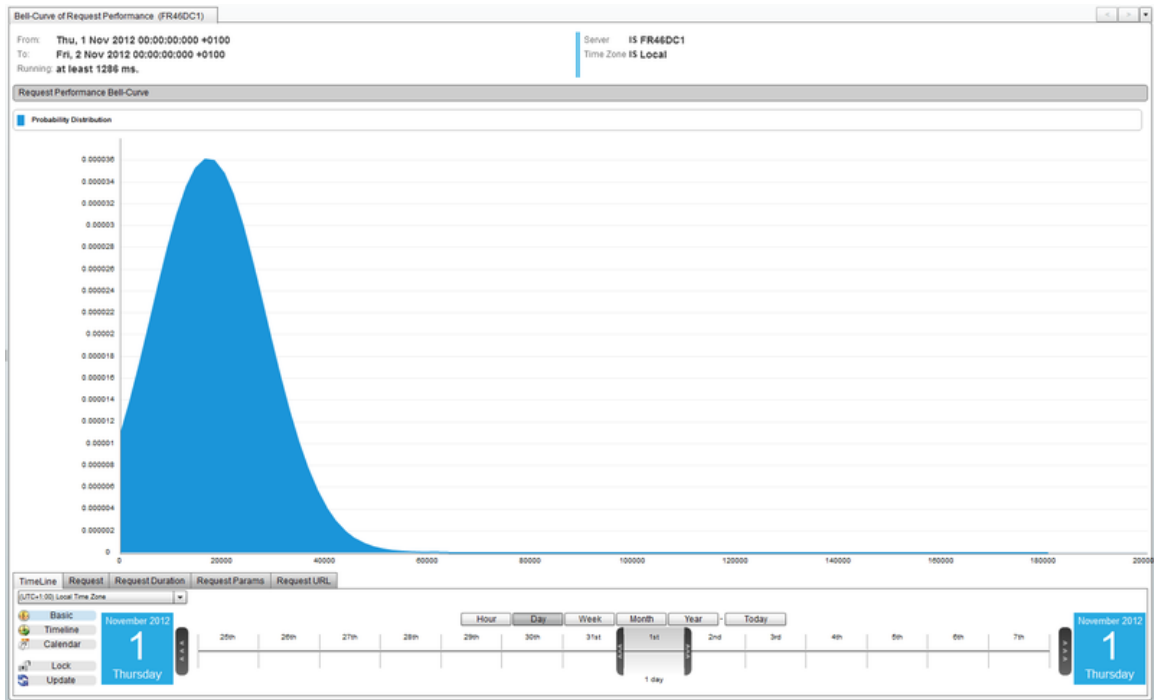 Bell-Curve of Request Performance (FR46DC1)
From: Thu, 1 Nov 2012 00:00:00:000 +0100
To: Fri, 2 Nov 2012 00:00:00:000 +0100
Running: at least 1286 ms.
Server IS FR46DC1
Time Zone IS Local
Request Performance Bell-Curve
Probability Distribution
0.000036
0.000034
0.000032
0.00003
0.000028
0.000026
0.000024
0.000022
0.00002
0.000018
0.000016
0.000014
0.000012
0.00001
0.000008
0.000006
0.000004
0.000002
0
0 20000 40000 60000 80000 100000 120000 140000 160000 180000 20000
TimeLine Request Request Duration Request Params Request URL
(UTC+1:00) Local Time Zone
Basic
Timeline
Calendar
Lock
Update
November 2012
1
Thursday
Hour Day Week Month Year - Today
25th 26th 27th 28th 29th 30th 31st 1st 2nd 3rd 4th 5th 6th 7th
1 day
November 2012
1
Thursday